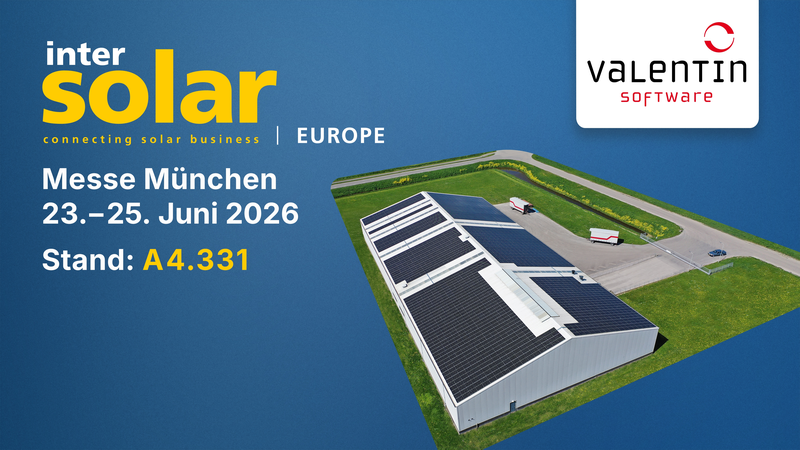 inter
solar
connecting solar business | EUROPE
Messe München
23.–25. Juni 2026
Stand: A4.331
VALENTIN
SOFTWARE